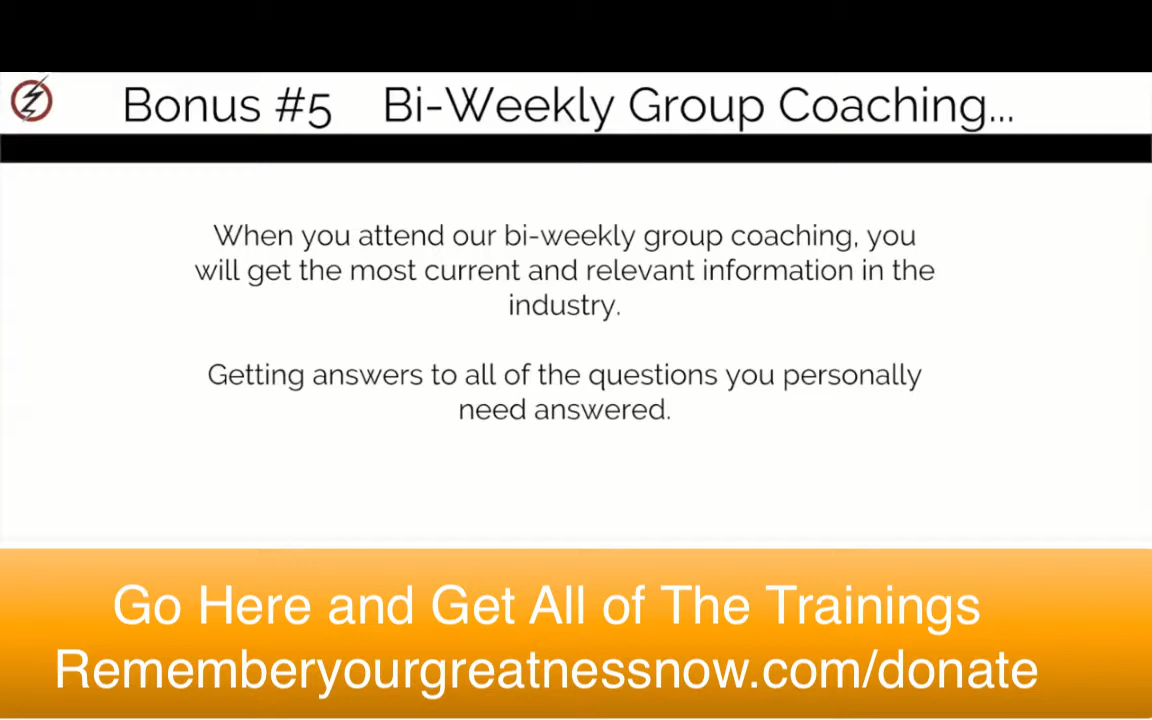 Bonus #5 Bi-Weekly Group Coaching...
When you attend our bi-weekly group coaching, you
will get the most current and relevant information in the
industry.
Getting answers to all of the questions you personally
need answered.
Go Here and Get All of The Trainings
Rememberyourgreatnessnow.com/donate